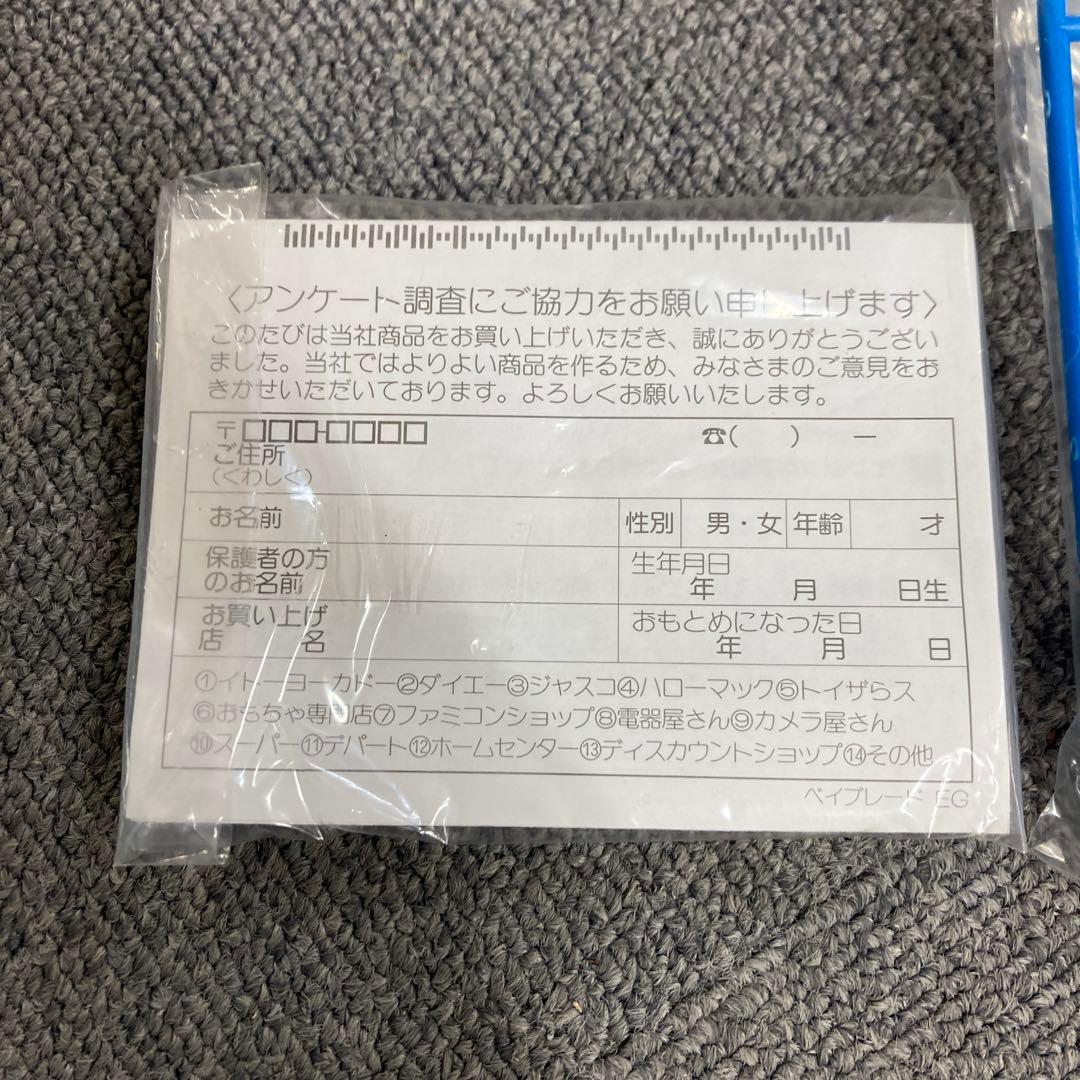 〈アンケート調査にご協力をお願い申し上げます〉
このたびは当社商品をお買い上げいただき、誠にありがとうござい
ました。当社ではよりよい商品を作るため、みなさまのご意見をお
きかせいただいております。よろしくお願いいたします。
〒□□□-□□□□ ☎( ) ー
ご住所
(くわしく)
お名前 性別 男・女 年齢 才
保護者の方
のお名前
生年月日
年 月 日生
お買い上げ
店 名
おもとめになった日
年 月 日
①イトーヨーカドー②ダイエー③ジャスコ④ハローマック⑤トイザらス
⑥おもちゃ専門店⑦ファミコンショップ⑧電器屋さん⑨カメラ屋さん
⑩スーパー⑪デパート⑫ホームセンター⑬ディスカウントショップ⑭その他
ベイブレード EG